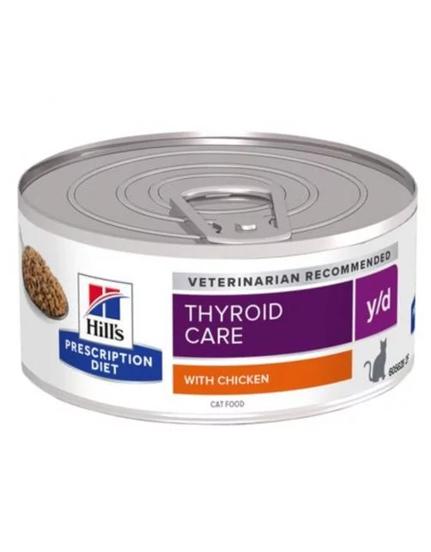 VETERINARIAN RECOMMENDED
Hill's
PRESCRIPTION
DIET
THYROID
CARE
y/d
WITH CHICKEN
CAT FOOD